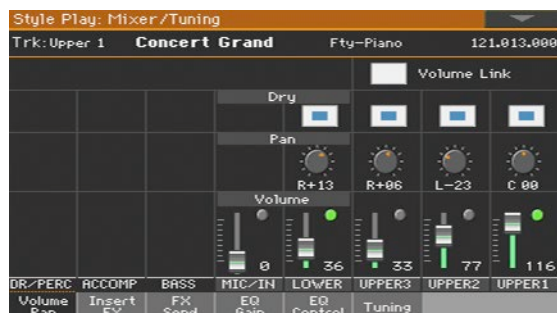 Style Play: Mixer/Tuning
Trk: Upper 1 Concert Grand Fty-Piano 121.013.000
Volume Link
Dry
Pan
R+13 R+06 L-23 C 00
Volume
0 36 33 77 116
DR/PERC ACCOMP BASS MIC/IN LOWER UPPER3 UPPER2 UPPER1
Volume Insert FX EQ EQ Tuning
Pan FX Send Gain Control